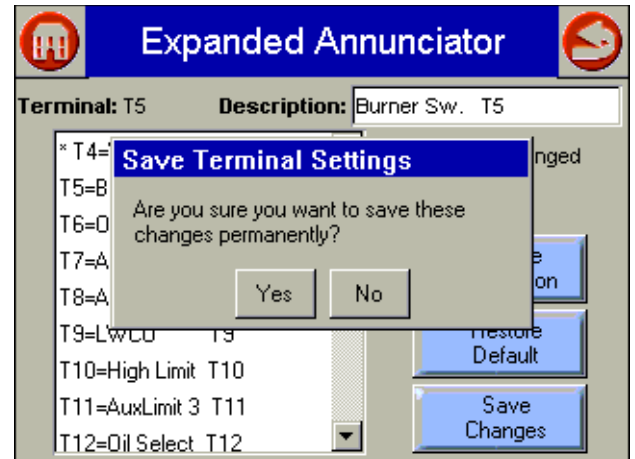 Expanded Annunciator
Terminal: T5 Description: Burner Sw. T5
* T4=
Save Terminal Settings
nged
T5=B
Are you sure you want to save these
changes permanently?
T6=O
T7=A
Yes No
on
T8=A
T9=LWCO T9
Restore
Default
T10=High Limit T10
T11=AuxLimit 3 T11
Save
Changes
T12=Oil Select T12